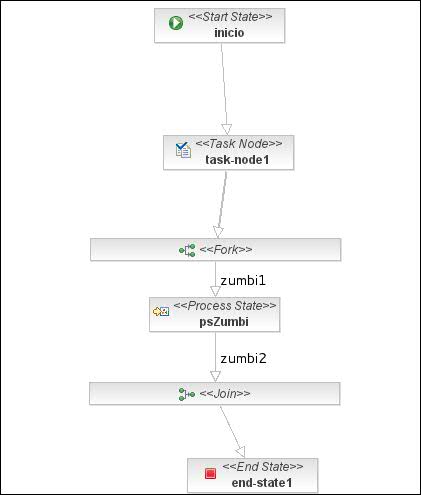 <<Start State>>
inicio
<<Task Node>>
task-node1
<<Fork>>
zumbi1
<<Process State>>
psZumbi
zumbi2
<<Join>>
<<End State>>
end-state1